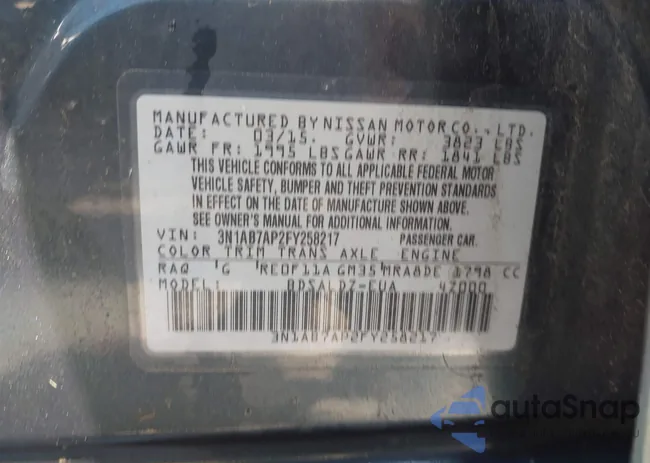 MANUFACTURED BY NISSAN MOTOR CO., LTD.
DATE: 03/15. GVWR: 3823 LBS
GAWR FR: 1995 LBS GAWR RR: 1841 LBS
THIS VEHICLE CONFORMS TO ALL APPLICABLE FEDERAL MOTOR
VEHICLE SAFETY, BUMPER AND THEFT PREVENTION STANDARDS
IN EFFECT ON THE DATE OF MANUFACTURE SHOWN ABOVE.
SEE OWNER'S MANUAL FOR ADDITIONAL INFORMATION.
VIN: 3N1AB7AP2FY258217 PASSENGER CAR.
COLOR TRIM TRANS AXLE ENGINE
RAQ G RE0F11A GM35 MRA8DE 1798 CC
MODEL: BDSALDZ-EUA 4Z000
3N1AB7AP2FY258217
autoSnap